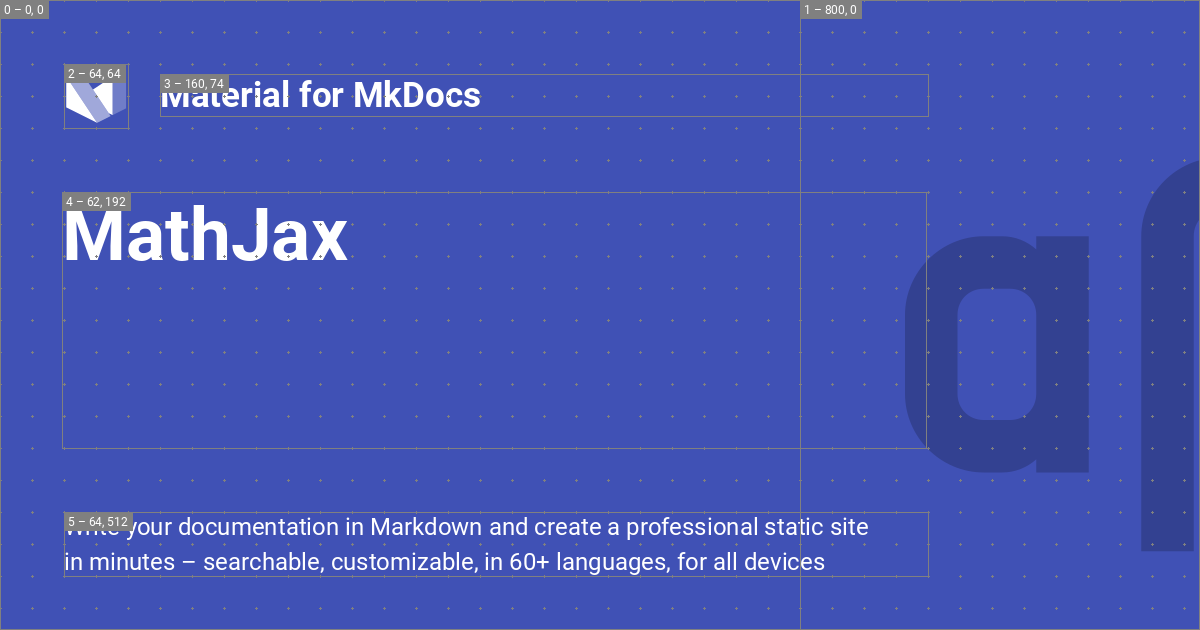 0 – 0, 0
1 – 800, 0
2 – 64, 64
3 – 160, 74
Material for MkDocs
4 – 62, 192
MathJax
5 – 64, 512
Write your documentation in Markdown and create a professional static site
in minutes – searchable, customizable, in 60+ languages, for all devices